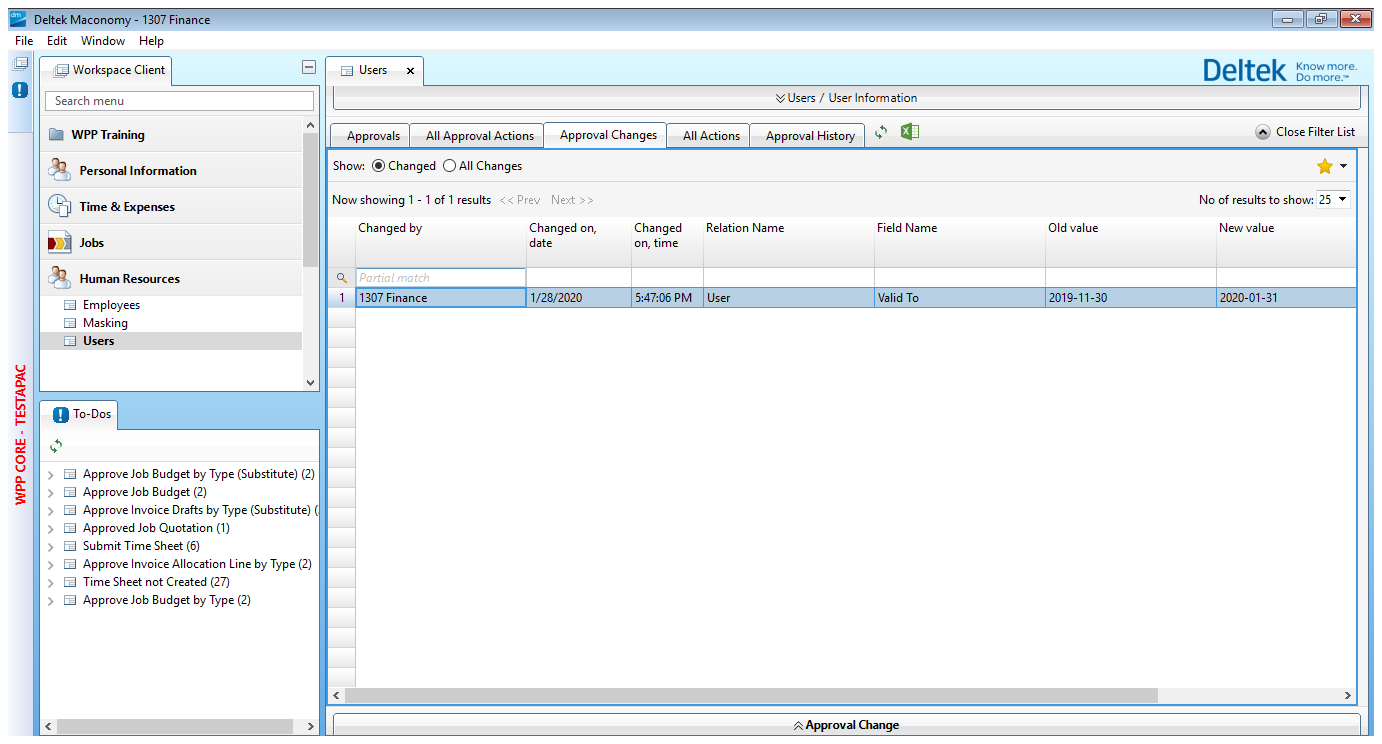 Deltek Maconomy - 1307 Finance
File Edit Window Help
Workspace Client
Search menu
WPP Training
Personal Information
Time & Expenses
Jobs
Human Resources
Employees
Masking
Users
WPP CORE - TESTAPAC
To-Dos
Approve Job Budget by Type (Substitute) (2)
Approve Job Budget (2)
Approve Invoice Drafts by Type (Substitute) (
Approved Job Quotation (1)
Submit Time Sheet (6)
Approve Invoice Allocation Line by Type (2)
Time Sheet not Created (27)
Approve Job Budget by Type (2)
Users x
Deltek Know more.
Do more.™
Users / User Information
Approvals All Approval Actions Approval Changes All Actions Approval History Close Filter List
Show: Changed All Changes
Now showing 1 - 1 of 1 results << Prev Next >> No of results to show: 25
Changed by Changed on, Changed Relation Name Field Name Old value New value
date on, time
Partial match
1 1307 Finance 1/28/2020 5:47:06 PM User Valid To 2019-11-30 2020-01-31
Approval Change